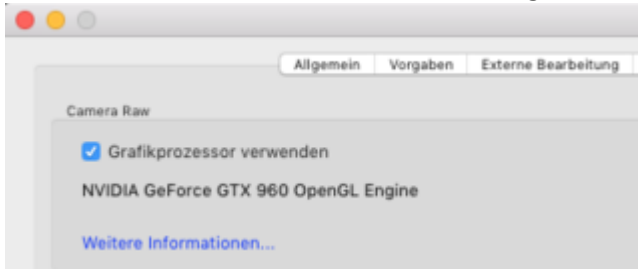 Allgemein Vorgaben Externe Bearbeitung
Camera Raw
Grafikprozessor verwenden
NVIDIA GeForce GTX 960 OpenGL Engine
Weitere Informationen...